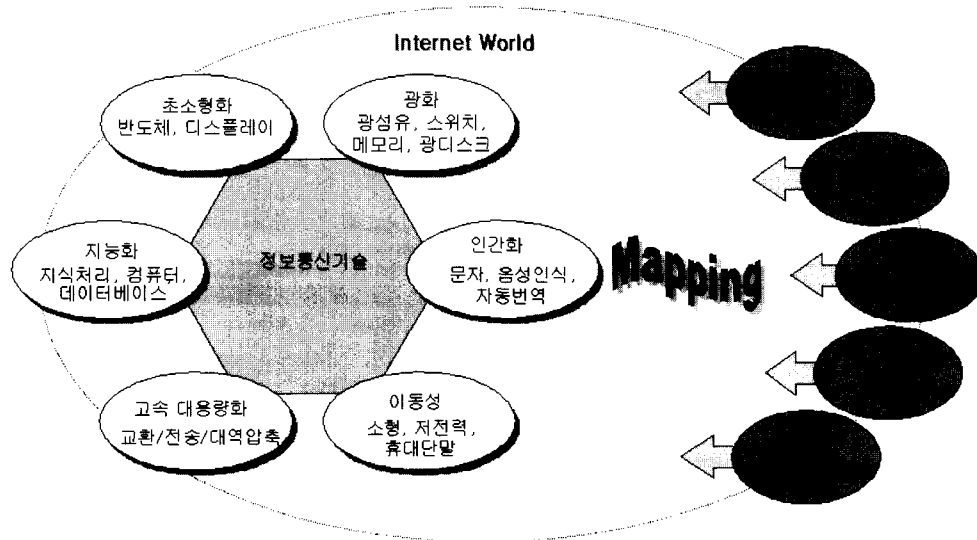 Internet World
초소형화
반도체, 디스플레이
광화
광섬유, 스위치,
메모리, 광디스크
지능화
지식처리, 컴퓨터,
데이터베이스
정보통신기술
인간화
문자, 음성인식,
자동번역
Mapping
고속 대용량화
교환/전송/대역압축
이동성
소형, 저전력,
휴대단말